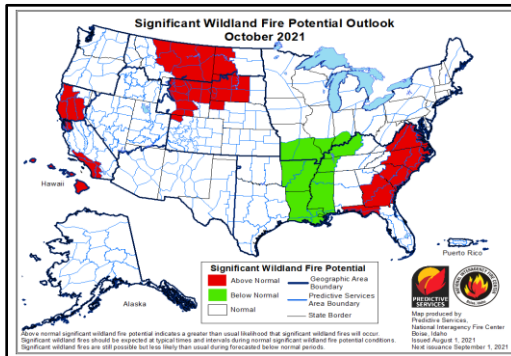 Significant Wildland Fire Potential Outlook
October 2021
Hawaii
Alaska
Puerto Rico
Significant Wildland Fire Potential
Above Normal
Below Normal
Normal
Geographic Area
Boundary
Predictive Services
Area Boundary
State Border
PREDICTIVE
SERVICES
Map produced by
Predictive Services,
National Interagency Fire Center
Boise, Idaho
Issued August 1, 2021
Next issuance September 1, 2021
Above normal significant wildland fire potential indicates a greater than usual likelihood that significant wildland fires will occur.
Significant wildland fires should be expected at typical times and intervals during normal significant wildland fire potential conditions.
Significant wildland fires are still possible but less likely than usual during forecasted below normal periods.